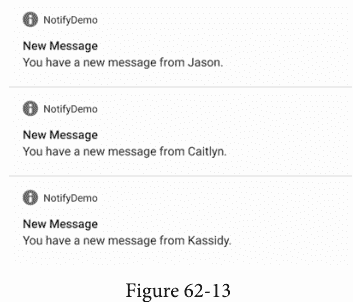 NotifyDemo
New Message
You have a new message from Jason.
NotifyDemo
New Message
You have a new message from Caitlyn.
NotifyDemo
New Message
You have a new message from Kassidy.
Figure 62-13